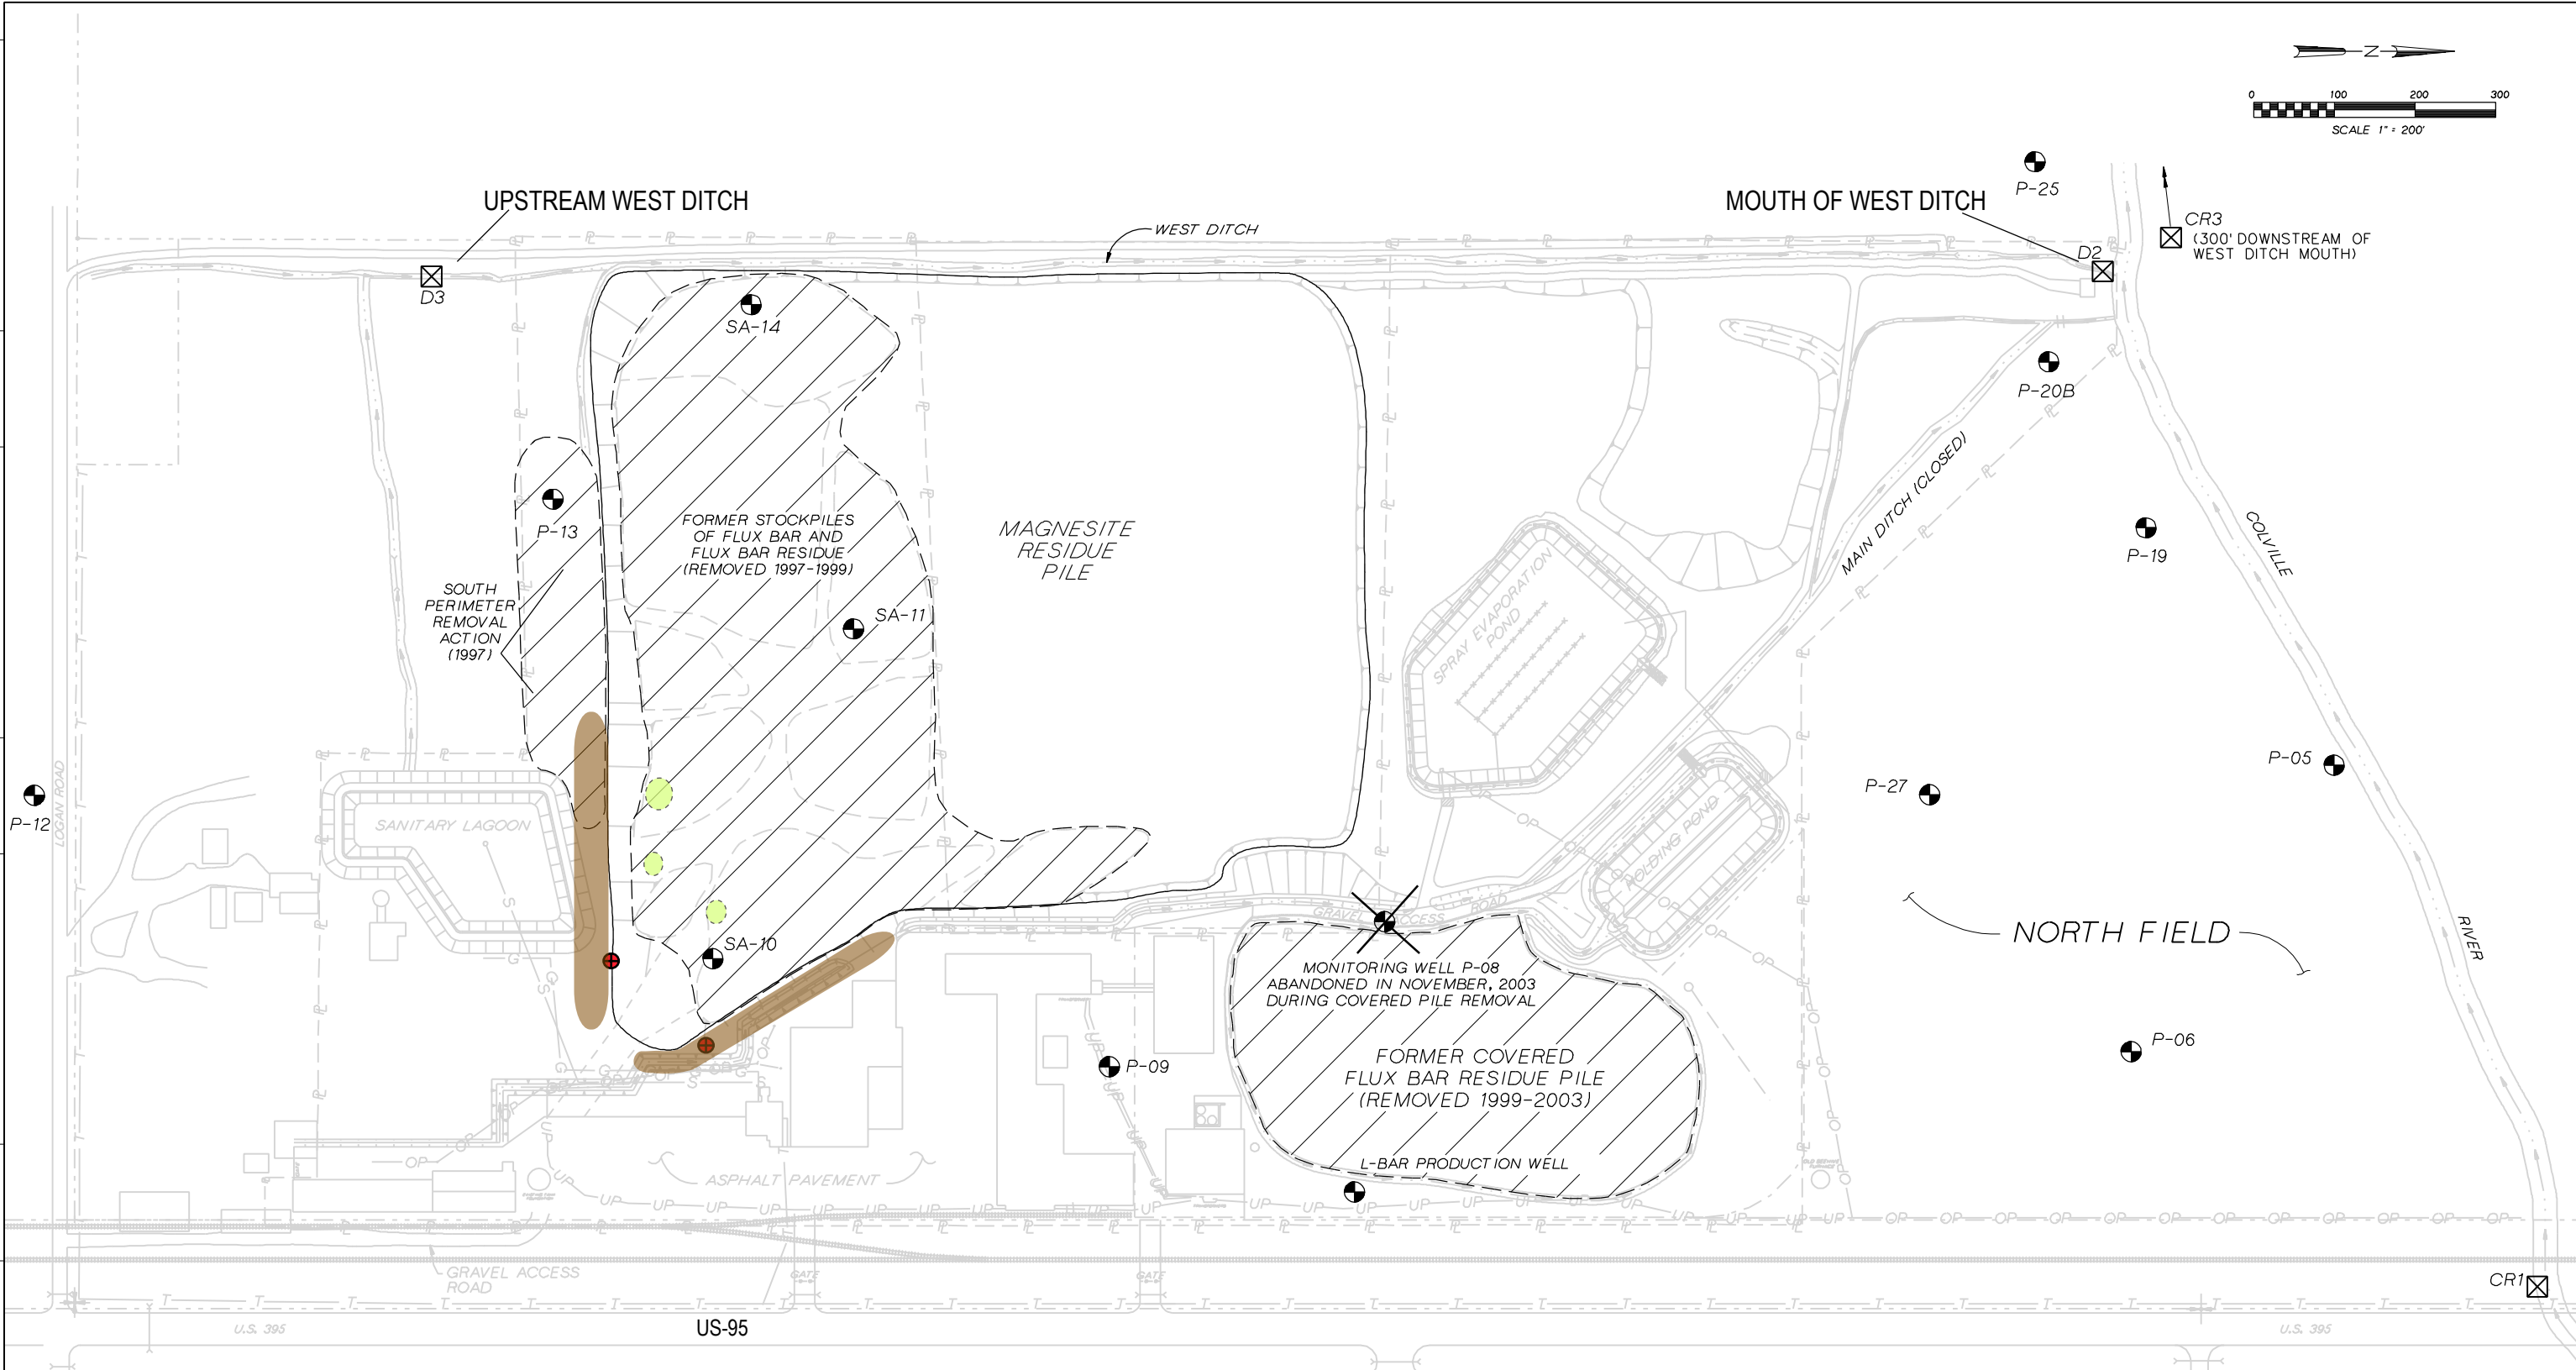 N
0 100 200 300
SCALE 1" = 200'
P-25
UPSTREAM WEST DITCH
MOUTH OF WEST DITCH
WEST DITCH
CR3
(300' DOWNSTREAM OF
WEST DITCH MOUTH)
D2
D3
SA-14
P-20B
MAIN DITCH (CLOSED)
P-13
FORMER STOCKPILES
OF FLUX BAR AND
FLUX BAR RESIDUE
(REMOVED 1997-1999)
MAGNESITE
RESIDUE
PILE
P-19
COLVILLE
RIVER
SOUTH
PERIMETER
REMOVAL
ACTION
(1997)
SA-11
SPRAY EVAPORATION
POND
P-05
P-27
P-12
LOGAN ROAD
SANITARY LAGOON
HOLDING POND
GRAVEL ACCESS
ROAD
NORTH FIELD
SA-10
MONITORING WELL P-08
ABANDONED IN NOVEMBER, 2003
DURING COVERED PILE REMOVAL
P-09
FORMER COVERED
FLUX BAR RESIDUE PILE
(REMOVED 1999-2003)
P-06
L-BAR PRODUCTION WELL
ASPHALT PAVEMENT
GRAVEL ACCESS
ROAD
GATE
GATE
CR1
U.S. 395
US-95
U.S. 395